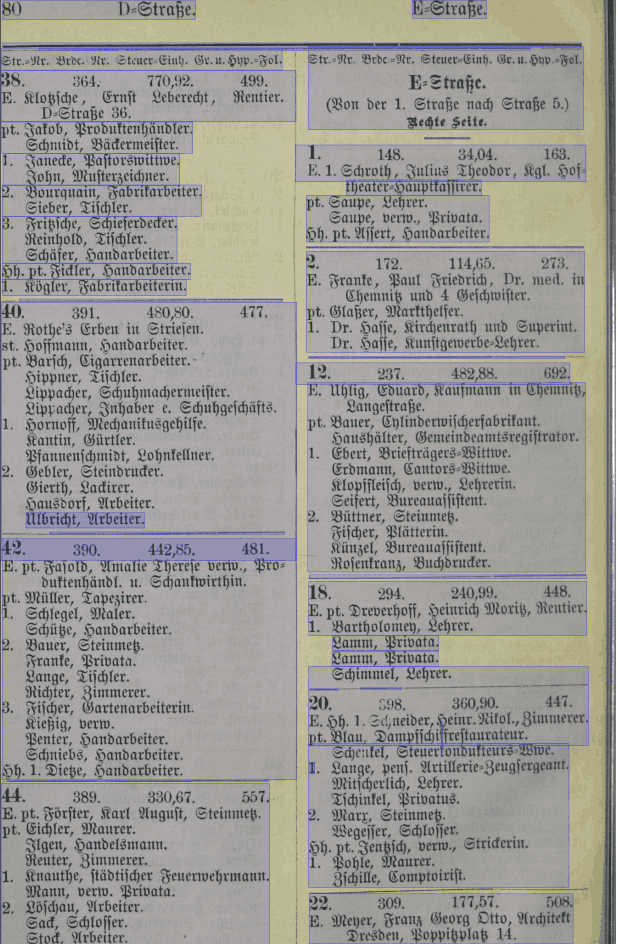 80 D-Straße. E-Straße.
Str.-Nr. Brdc.-Nr. Steuer-Einh. Gr. u. Hyp.-Fol.
38. 364. 770,92. 499.
E. Klotzsche, Ernst Leberecht, Rentier.
D-Straße 36.
pt. Jakob, Produktenhändler.
Schmidt, Bäckermeister.
1. Janecke, Pastorswittwe.
John, Musterzeichner.
2. Bourquain, Fabrikarbeiter.
Sieber, Tischler.
3. Fritzsche, Schieferdecker.
Reinhold, Tischler.
Schäfer, Handarbeiter.
Hh. pt. Fickler, Handarbeiter.
1. Kögler, Fabrikarbeiterin.
40. 391. 480,80. 477.
E. Rothe's Erben in Striesen.
st. Hoffmann, Handarbeiter.
pt. Barsch, Cigarrenarbeiter.
Hippner, Tischler.
Lippacher, Schuhmachermeister.
Lippacher, Inhaber e. Schuhgeschäfts.
1. Hornoff, Mechanikusgehilfe.
Kantin, Gürtler.
Pfannenschmidt, Lohnkellner.
2. Gebler, Steindrucker.
Gierth, Lackirer.
Hausdorf, Arbeiter.
Ulbricht, Arbeiter.
42. 390. 442,85. 481.
E. pt. Fasold, Amalie Therese verw., Pro-
duktenhändl. u. Schankwirthin.
pt. Müller, Tapezirer.
1. Schlegel, Maler.
Schütze, Handarbeiter.
2. Bauer, Steinmetz.
Franke, Privata.
Lange, Tischler.
Richter, Zimmerer.
3. Fischer, Gartenarbeiterin.
Kießig, verw.
Penter, Handarbeiter.
Schniebs, Handarbeiter.
Hh. 1. Dietze, Handarbeiter.
44. 389. 330,67. 557.
E. pt. Förster, Karl August, Steinmetz.
pt. Eichler, Maurer.
Ilgen, Handelsmann.
Reuter, Zimmerer.
1. Knauthe, städtischer Feuerwehrmann.
Mann, verw. Privata.
2. Löschau, Arbeiter.
Sack, Schlosser.
Stock, Arbeiter.
Str.-Nr. Brdc.-Nr. Steuer-Einh. Gr. u. Hyp.-Fol.
E-Straße.
(Von der 1. Straße nach Straße 5.)
Rechte Seite.
1. 148. 34,04. 163.
E. 1. Schroth, Julius Theodor, Kgl. Hof-
theater-Hauptkassirer.
pt. Saupe, Lehrer.
Saupe, verw., Privata.
Hh. pt. Assert, Handarbeiter.
2. 172. 114,65. 273.
E. Franke, Paul Friedrich, Dr. med. in
Chemnitz und 4 Geschwister.
pt. Glaßer, Markthelfer.
1. Dr. Hasse, Kirchenrath und Superint.
Dr. Hasse, Kunstgewerbe-Lehrer.
12. 237. 482,88. 692.
E. Uhlig, Eduard, Kaufmann in Chemnitz,
Langestraße.
pt. Bauer, Cylinderwischerfabrikant.
Haushälter, Gemeindeamtsregistrator.
1. Ebert, Briefträgers-Wittwe.
Erdmann, Cantors-Wittwe.
Klopffleisch, verw., Lehrerin.
Seifert, Bureauassistent.
2. Büttner, Steinmetz.
Fischer, Plätterin.
Künzel, Bureauassistent.
Rosenkranz, Buchdrucker.
18. 294. 240,99. 448.
E. pt. Dreverhoff, Heinrich Moritz, Rentier.
1. Bartholomey, Lehrer.
Lamm, Privata.
Lamm, Privata.
Schimmel, Lehrer.
20. 398. 360,90. 447.
E. Hh. 1. Schneider, Heinr. Nikol., Zimmerer.
pt. Blau, Dampfschiffrestaurateur.
Schenkel, Steuerkondukteurs-Wwe.
1. Lange, pens. Artillerie-Zeugsergeant.
Mitscherlich, Lehrer.
Tschinkel, Privatus.
2. Marx, Steinmetz.
Wegesser, Schlosser.
Hh. pt. Jentzsch, verw., Strickerin.
1. Pohle, Maurer.
Zschille, Comptoirist.
22. 309. 177,57. 508.
E. Meyer, Franz Georg Otto, Architekt
Dresden, Poppitzplatz 14.